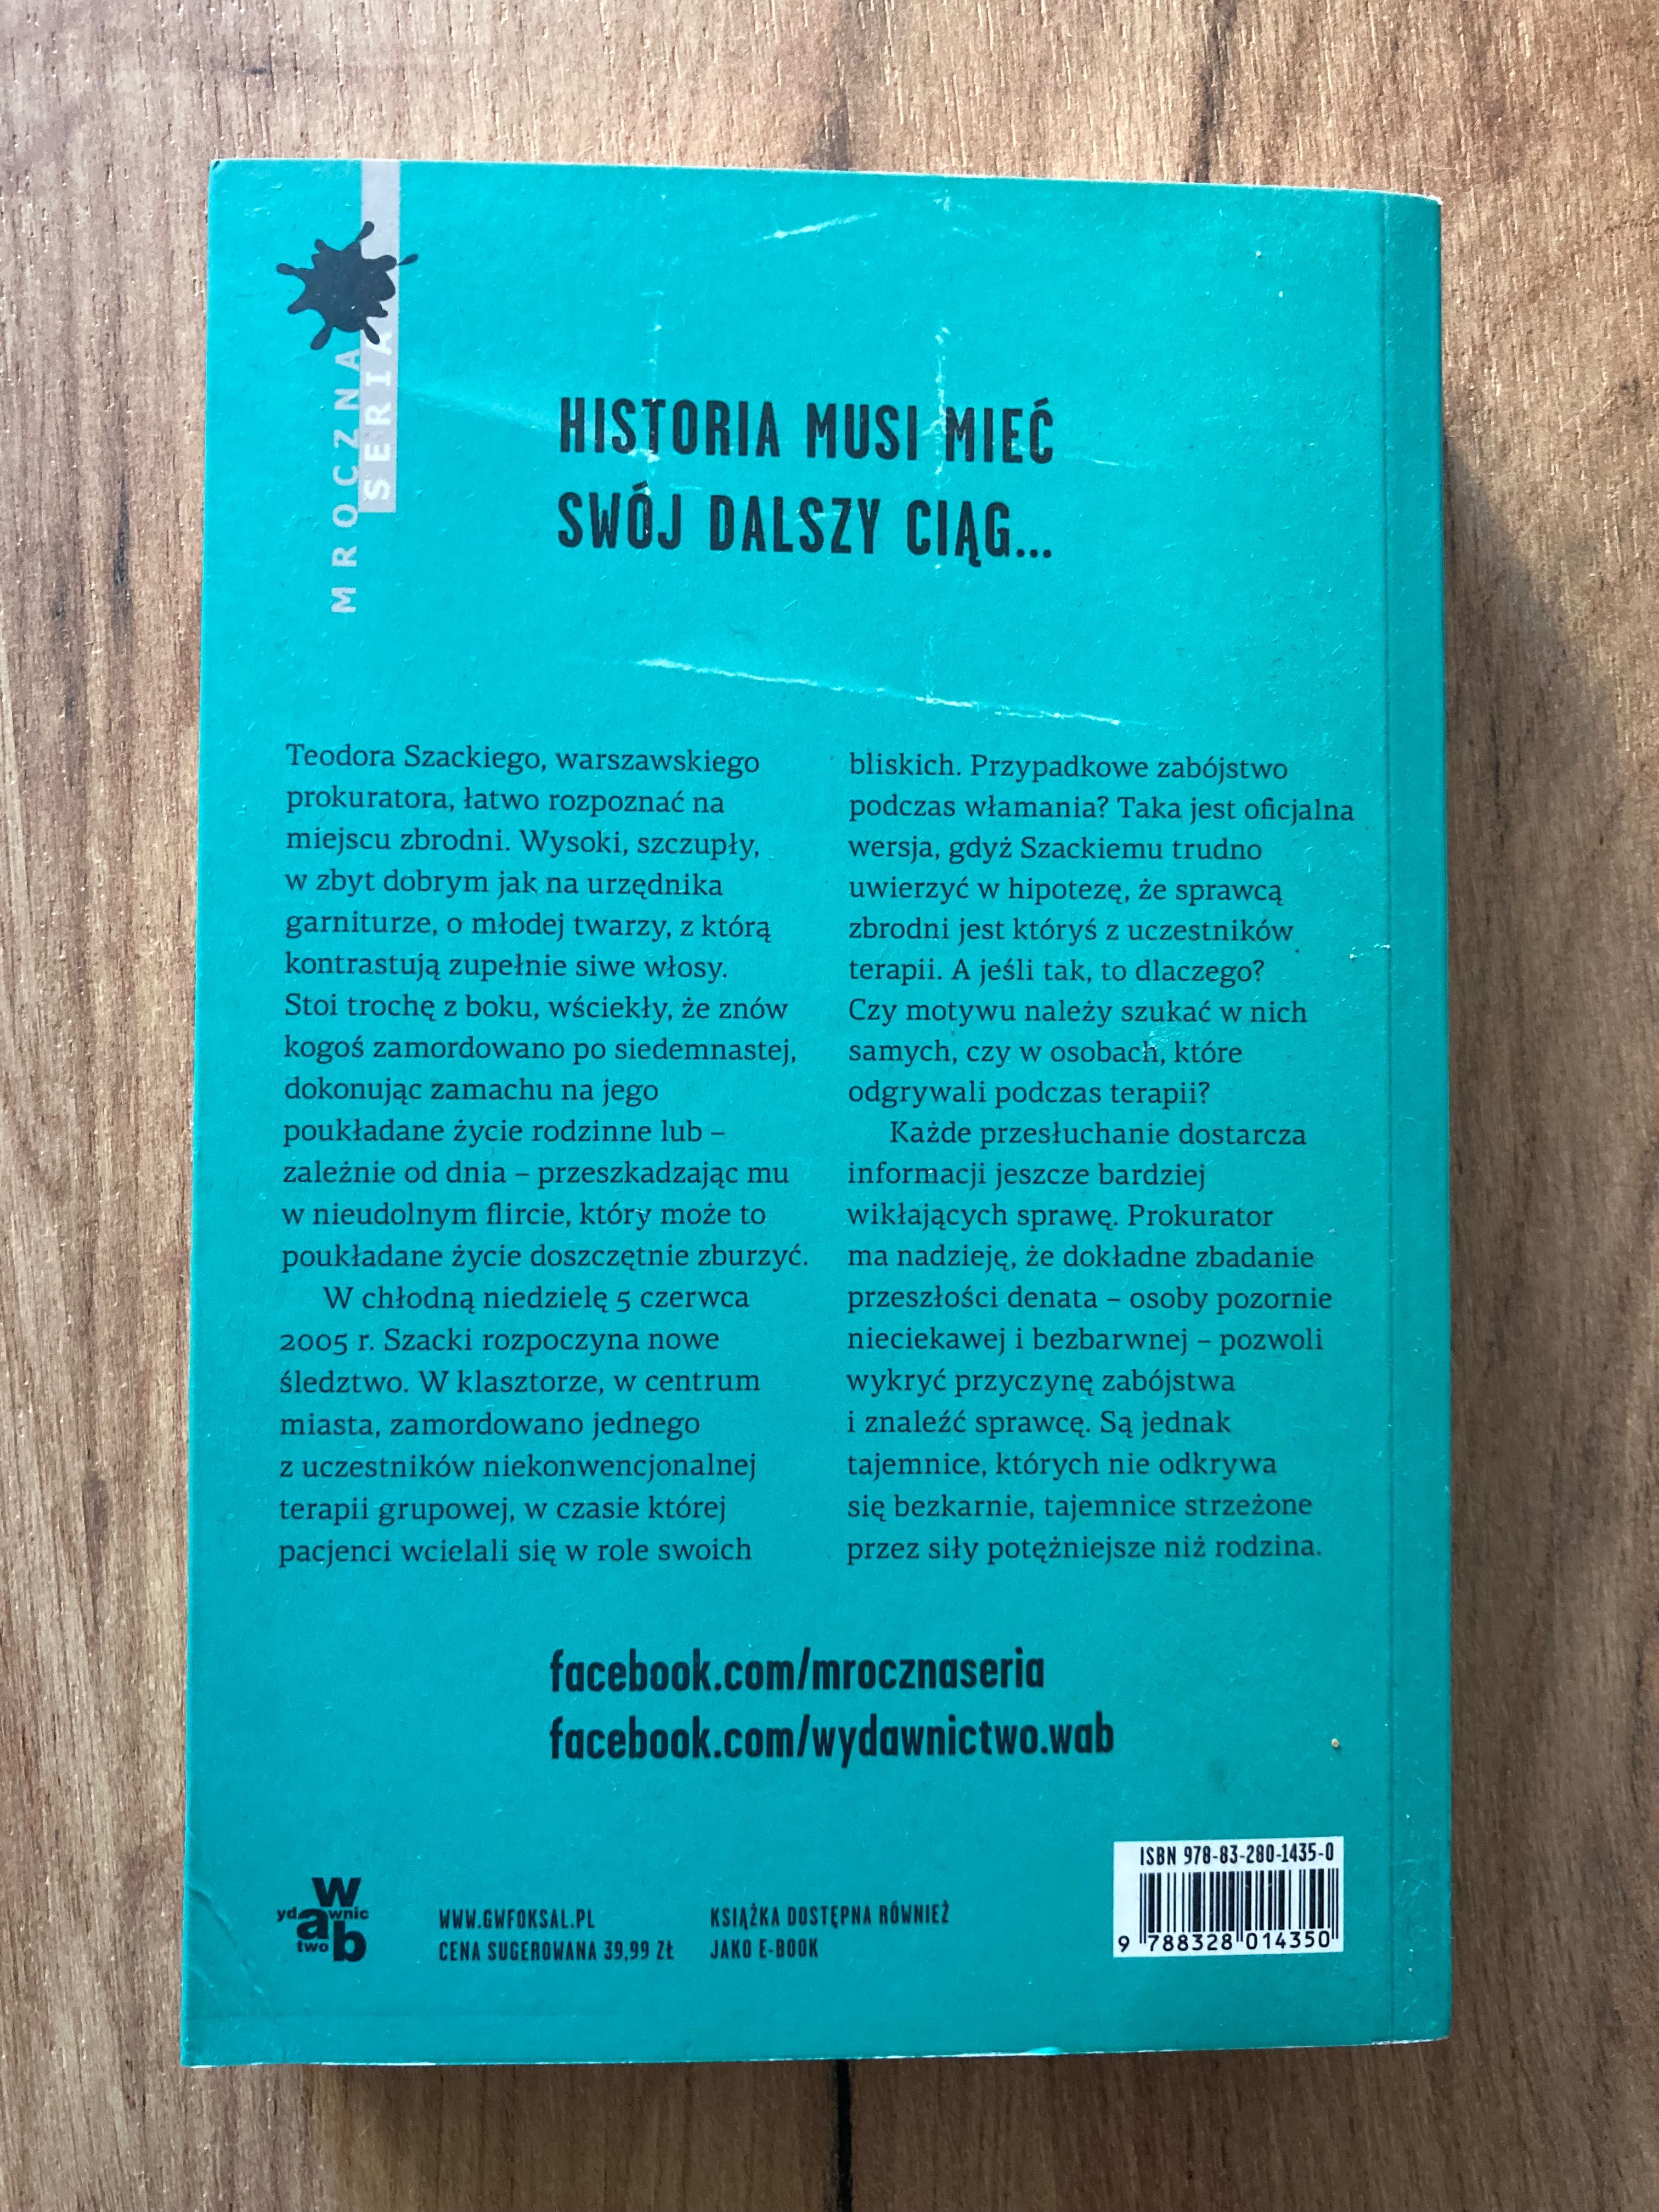 MROCZNA
SERIA
HISTORIA MUSI MIEĆ
SWÓJ DALSZY CIĄG...
Teodora Szackiego, warszawskiego
prokuratora, łatwo rozpoznać na
miejscu zbrodni. Wysoki, szczupły,
w zbyt dobrym jak na urzędnika
garniturze, o młodej twarzy, z którą
kontrastują zupełnie siwe włosy.
Stoi trochę z boku, wściekły, że znów
kogoś zamordowano po siedemnastej,
dokonując zamachu na jego
poukładane życie rodzinne lub –
zależnie od dnia – przeszkadzając mu
w nieudolnym flircie, który może to
poukładane życie doszczętnie zburzyć.
W chłodną niedzielę 5 czerwca
2005 r. Szacki rozpoczyna nowe
śledztwo. W klasztorze, w centrum
miasta, zamordowano jednego
z uczestników niekonwencjonalnej
terapii grupowej, w czasie której
pacjenci wcielali się w role swoich
bliskich. Przypadkowe zabójstwo
podczas włamania? Taka jest oficjalna
wersja, gdyż Szackiemu trudno
uwierzyć w hipotezę, że sprawcą
zbrodni jest któryś z uczestników
terapii. A jeśli tak, to dlaczego?
Czy motywu należy szukać w nich
samych, czy w osobach, które
odgrywali podczas terapii?
Każde przesłuchanie dostarcza
informacji jeszcze bardziej
wikłających sprawę. Prokurator
ma nadzieję, że dokładne zbadanie
przeszłości denata – osoby pozornie
nieciekawej i bezbarwnej – pozwoli
wykryć przyczynę zabójstwa
i znaleźć sprawcę. Są jednak
tajemnice, których nie odkrywa
się bezkarnie, tajemnice strzeżone
przez siły potężniejsze niż rodzina.
facebook.com/mrocznaseria
facebook.com/wydawnictwo.wab
w
ydawnic
two b
WWW.GWFOKSAL.PL
CENA SUGEROWANA 39,99 ZŁ
KSIĄŻKA DOSTĘPNA RÓWNIEŻ
JAKO E-BOOK
ISBN 978-83-280-1435-0
9 788328 014350